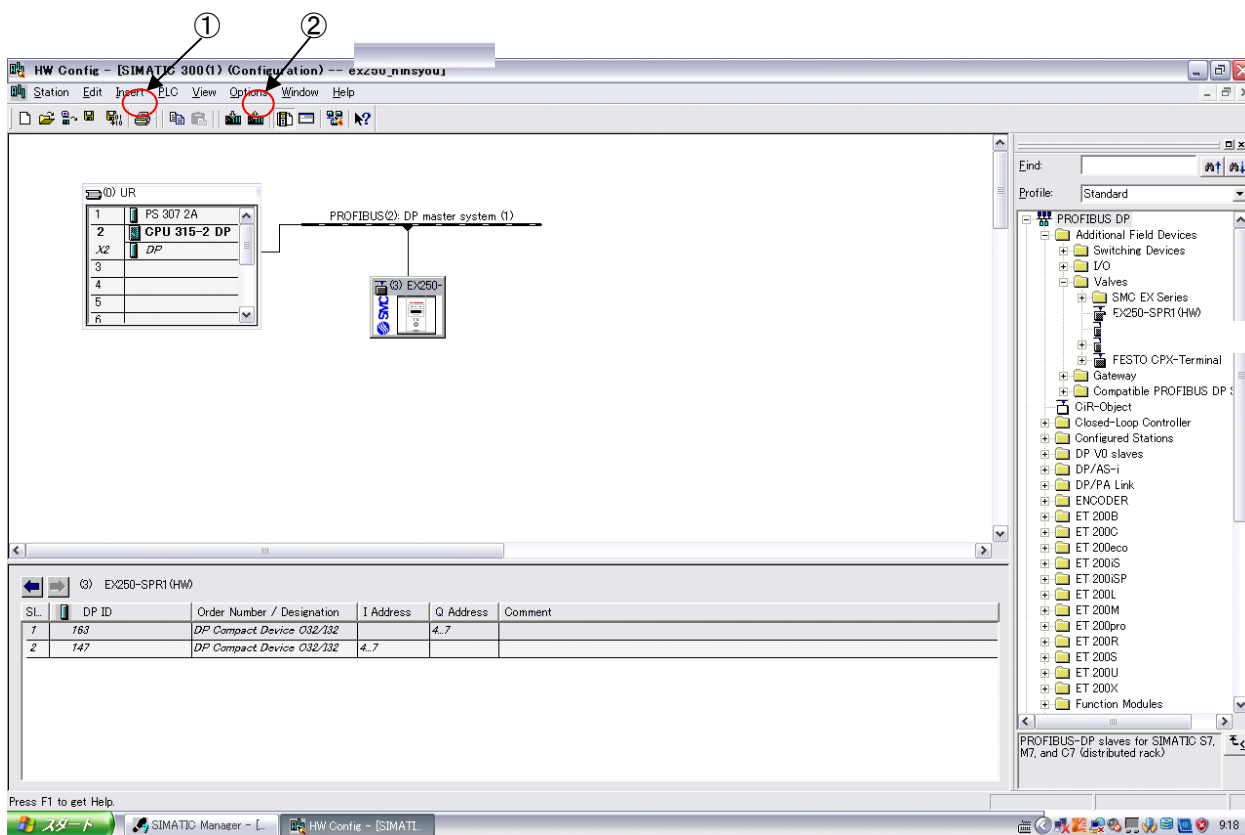 ① ②
HW Config - [SIMATIC 300(1) (Configuration) -- ex250_ninsyou]
Station Edit Insert PLC View Options Window Help
(0) UR
1 PS 307 2A
2 CPU 315-2 DP
X2 DP
3
4
5
6
PROFIBUS(2): DP master system (1)
(3) EX250-
SMC
Find:
Profile: Standard
PROFIBUS DP
Additional Field Devices
Switching Devices
I/O
Valves
SMC EX Series
EX250-SPR1(HW)
FESTO CPX-Terminal
Gateway
Compatible PROFIBUS DP S
CiR-Object
Closed-Loop Controller
Configured Stations
DP V0 slaves
DP/AS-i
DP/PA Link
ENCODER
ET 200B
ET 200C
ET 200eco
ET 200iS
ET 200iSP
ET 200L
ET 200M
ET 200pro
ET 200R
ET 200S
ET 200U
ET 200X
Function Modules
PROFIBUS-DP slaves for SIMATIC S7,
M7, and C7 (distributed rack)
(3) EX250-SPR1(HW)
Sl... DP ID Order Number / Designation I Address Q Address Comment
1 163 DP Compact Device O32/I32 4...7
2 147 DP Compact Device O32/I32 4...7
Press F1 to get Help.
スタート SIMATIC Manager - [... HW Config - [SIMATI... 9:18